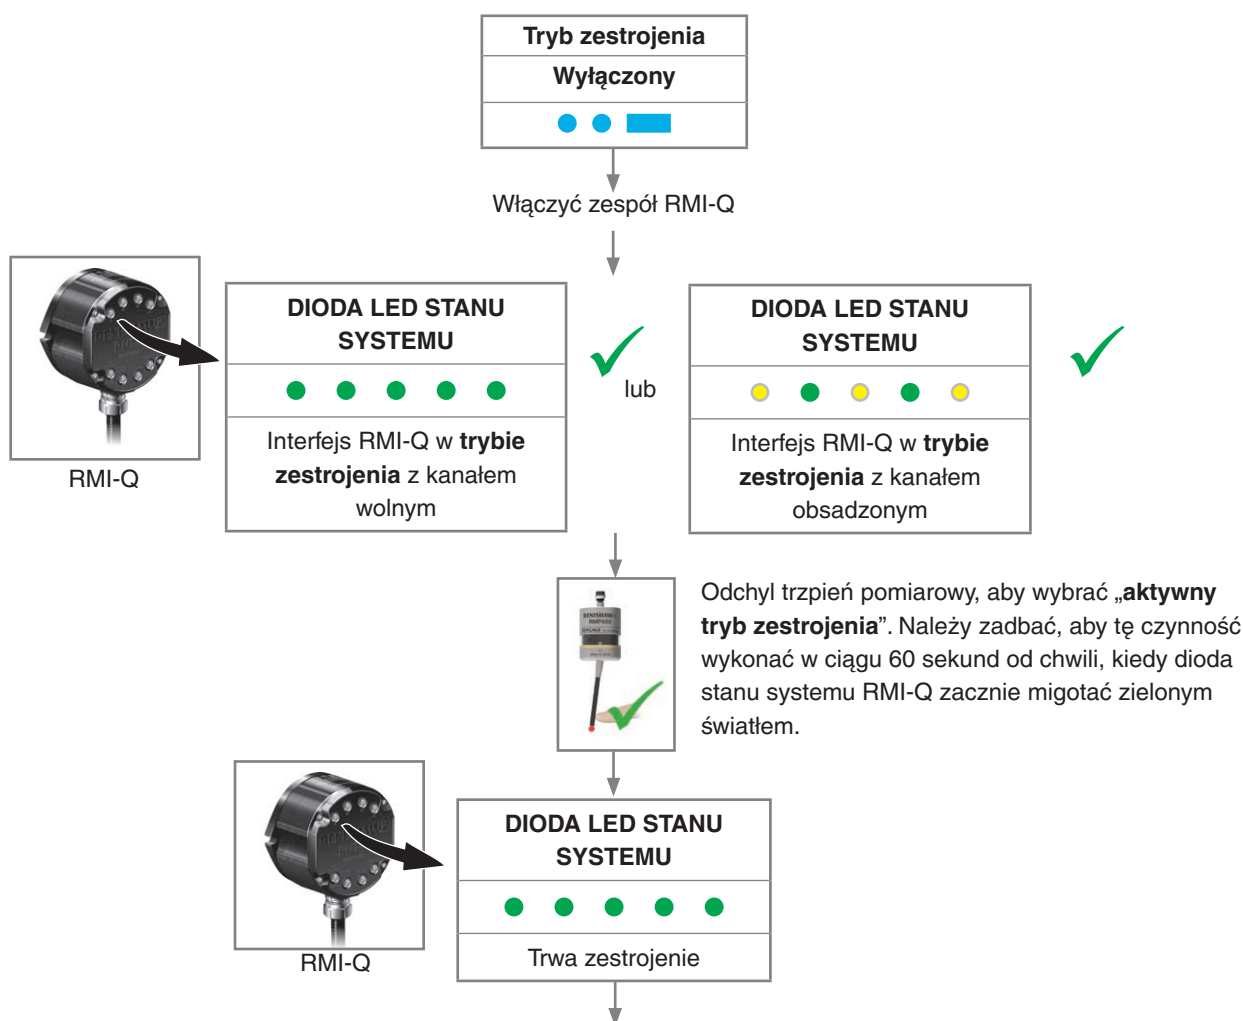 Tryb zestrojenia
Wyłączony
Włączyć zespół RMI-Q
DIODA LED STANU
SYSTEMU
Interfejs RMI-Q w trybie
zestrojenia z kanałem
wolnym
RMI-Q
lub
DIODA LED STANU
SYSTEMU
Interfejs RMI-Q w trybie
zestrojenia z kanałem
obsadzonym
RENISHAW
RMP400
Odchyl trzpień pomiarowy, aby wybrać „aktywny
tryb zestrojenia”. Należy zadbać, aby tę czynność
wykonać w ciągu 60 sekund od chwili, kiedy dioda
stanu systemu RMI-Q zacznie migotać zielonym
światłem.
DIODA LED STANU
SYSTEMU
Trwa zestrojenie
RMI-Q